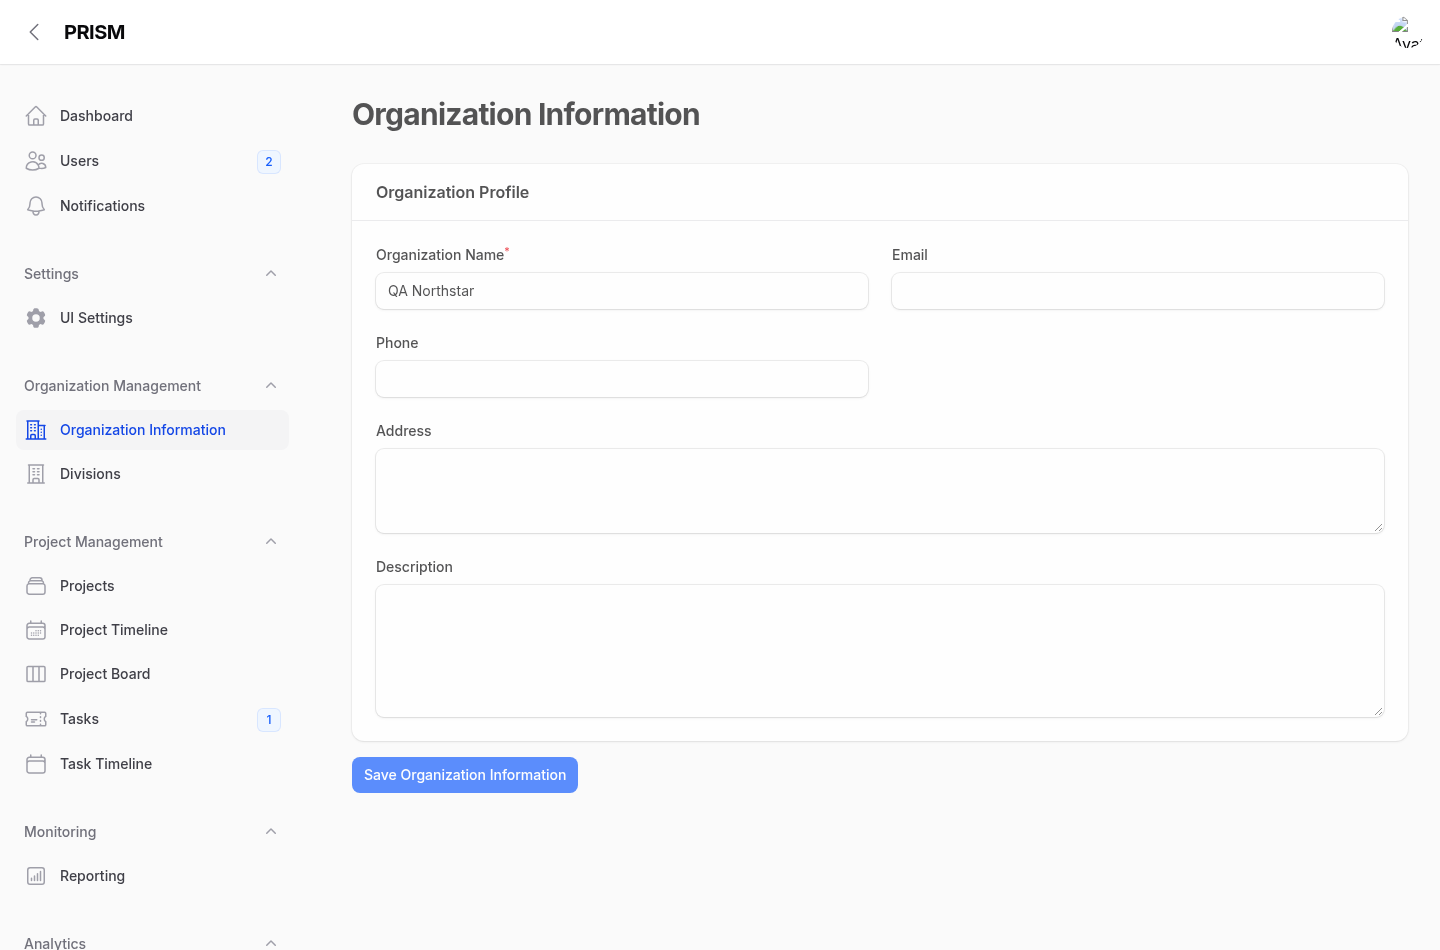 PRISM
Dashboard
Users
2
Notifications
Settings
UI Settings
Organization Management
Organization Information
Divisions
Project Management
Projects
Project Timeline
Project Board
Tasks
1
Task Timeline
Monitoring
Reporting
Analytics
Organization Information
Organization Profile
Organization Name*
QA Northstar
Email
Phone
Address
Description
Save Organization Information